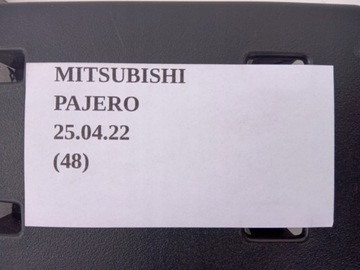 MITSUBISHI
PAJERO
25.04.22
(48)